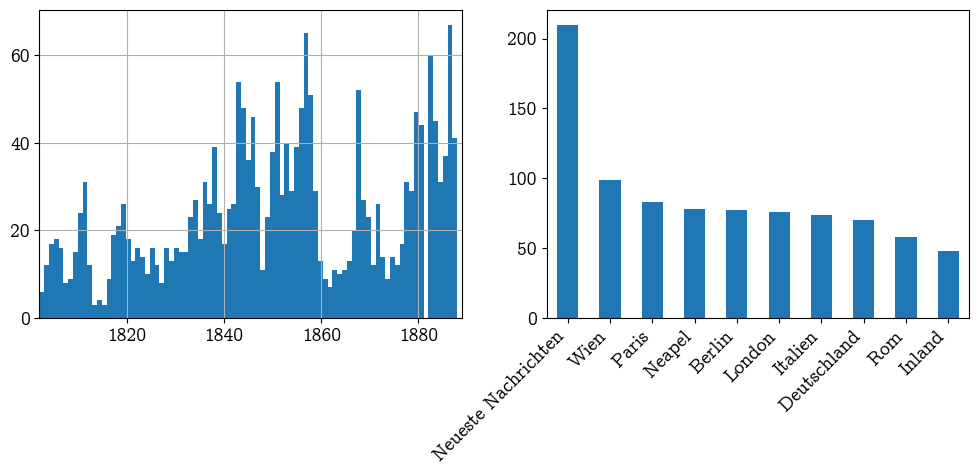 60
40
20
0
1820 1840 1860 1880
200
150
100
50
0
Neueste Nachrichten
Wien
Paris
Neapel
Berlin
London
Italien
Deutschland
Rom
Inland